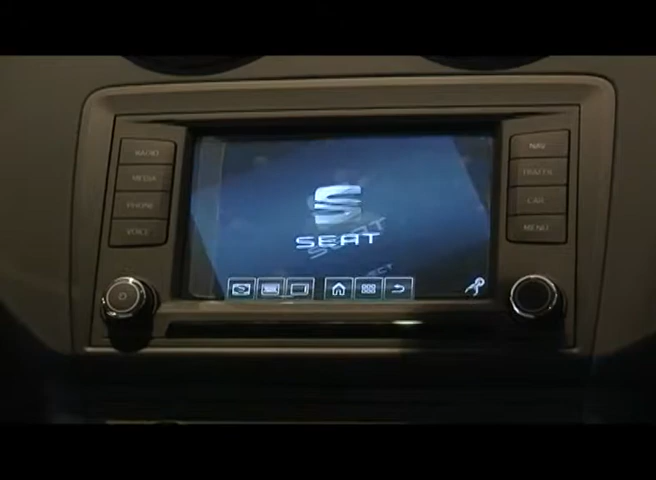 RADIO
MEDIA
PHONE
VOICE
SEAT
NAV
TRAFFIC
CAR
MENU